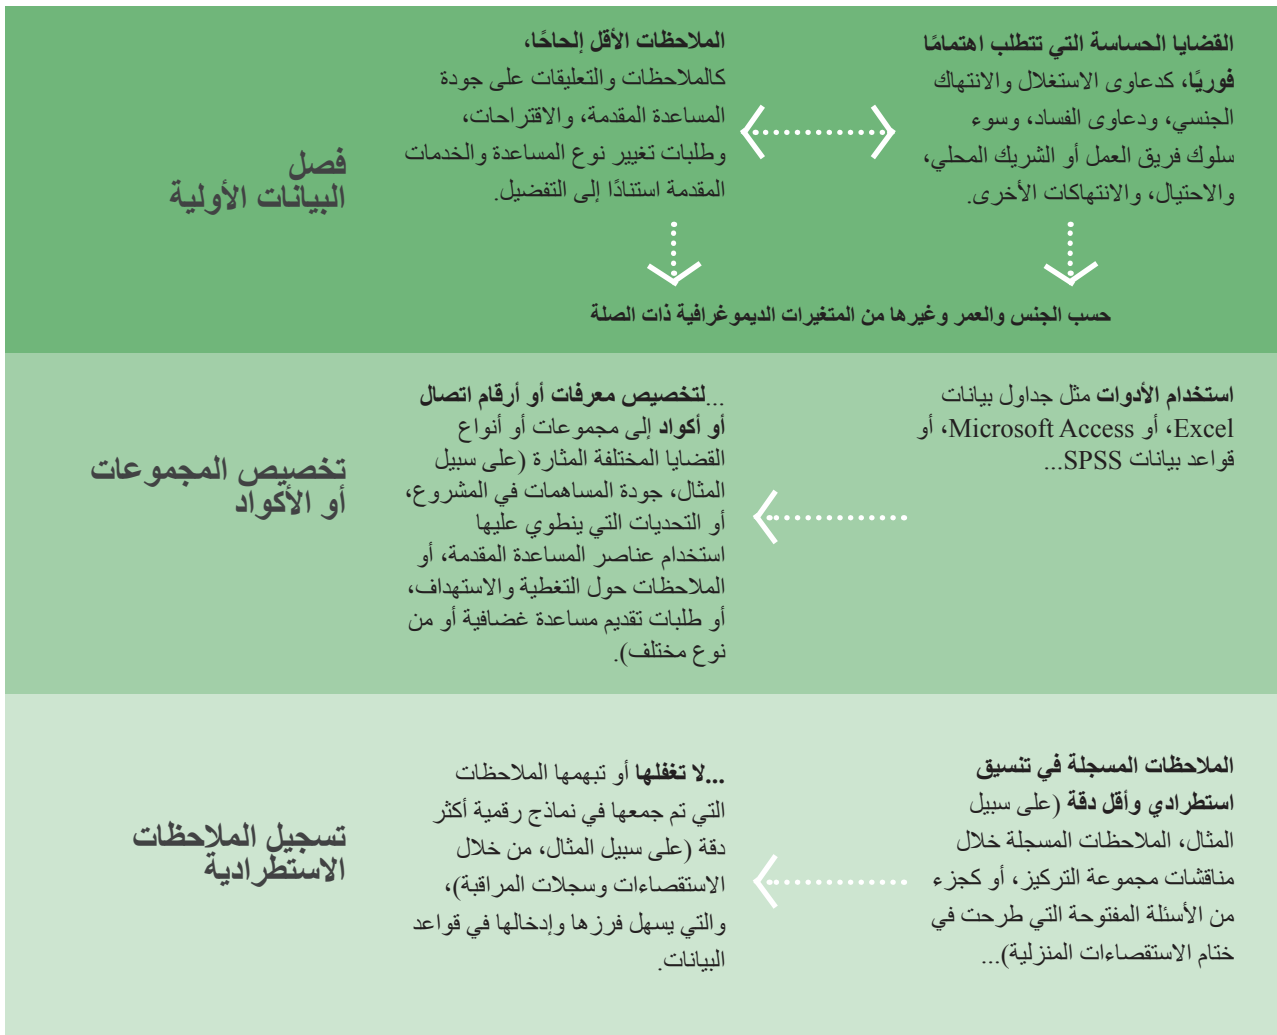 القضايا الحساسة التي تتطلب اهتمامًا
فوريًا، كدعاوى الاستغلال والانتهاك
الجنسي، ودعاوى الفساد، وسوء
سلوك فريق العمل أو الشريك المحلي،
والاحتيال، والانتهاكات الأخرى.
الملاحظات الأقل إلحاحًا،
كالملاحظات والتعليقات على جودة
المساعدة المقدمة، والاقتراحات،
وطلبات تغيير نوع المساعدة والخدمات
المقدمة استنادًا إلى التفضيل.
فصل
البيانات الأولية
حسب الجنس والعمر وغيرها من المتغيرات الديموغرافية ذات الصلة
استخدام الأدوات مثل جداول بيانات
Excel، أو Microsoft Access، أو
قواعد بيانات SPSS...
...لتخصيص معرفات أو أرقام اتصال
أو أكواد إلى مجموعات أو أنواع
القضايا المختلفة المثارة (على سبيل
المثال، جودة المساهمات في المشروع،
أو التحديات التي ينطوي عليها
استخدام عناصر المساعدة المقدمة، أو
الملاحظات حول التغطية والاستهداف،
أو طلبات تقديم مساعدة غضافية أو من
نوع مختلف).
تخصيص المجموعات
أو الأكواد
الملاحظات المسجلة في تنسيق
استطرادي وأقل دقة (على سبيل
المثال، الملاحظات المسجلة خلال
مناقشات مجموعة التركيز، أو كجزء
من الأسئلة المفتوحة التي طرحت في
ختام الاستقصاءات المنزلية)...
...لا تغفلها أو تبهمها الملاحظات
التي تم جمعها في نماذج رقمية أكثر
دقة (على سبيل المثال، من خلال
الاستقصاءات وسجلات المراقبة)،
والتي يسهل فرزها وإدخالها في قواعد
البيانات.
تسجيل الملاحظات
الاستطرادية